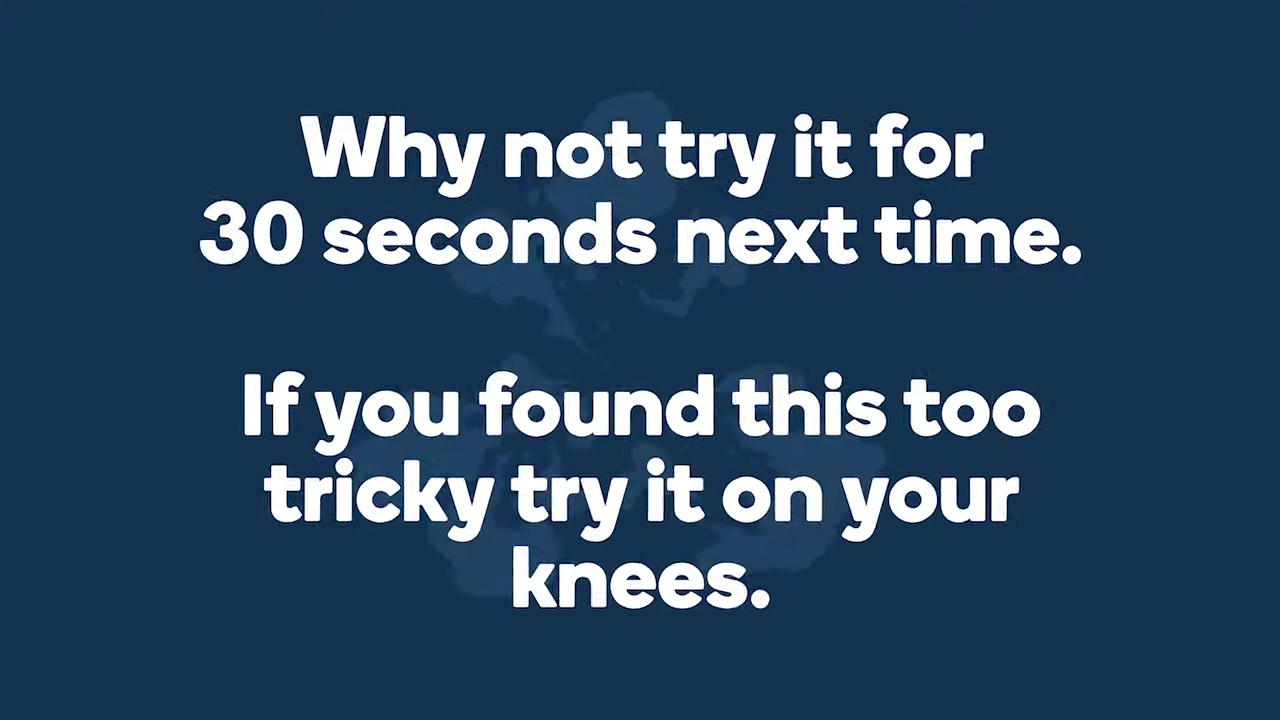 Why not try it for
30 seconds next time.
If you found this too
tricky try it on your
knees.